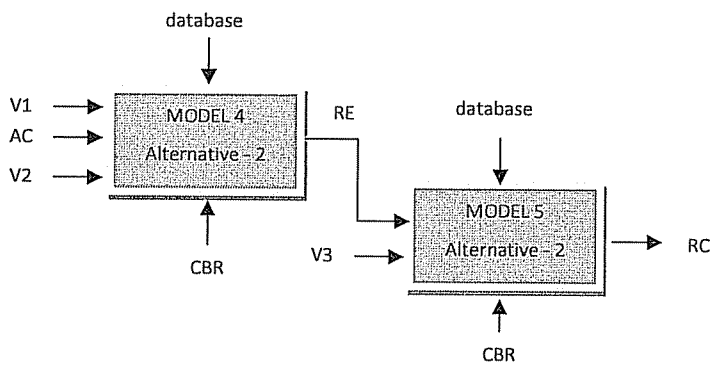 database
V1
AC
V2
MODEL 4
Alternative - 2
RE
CBR
database
V3
MODEL 5
Alternative - 2
RC
CBR